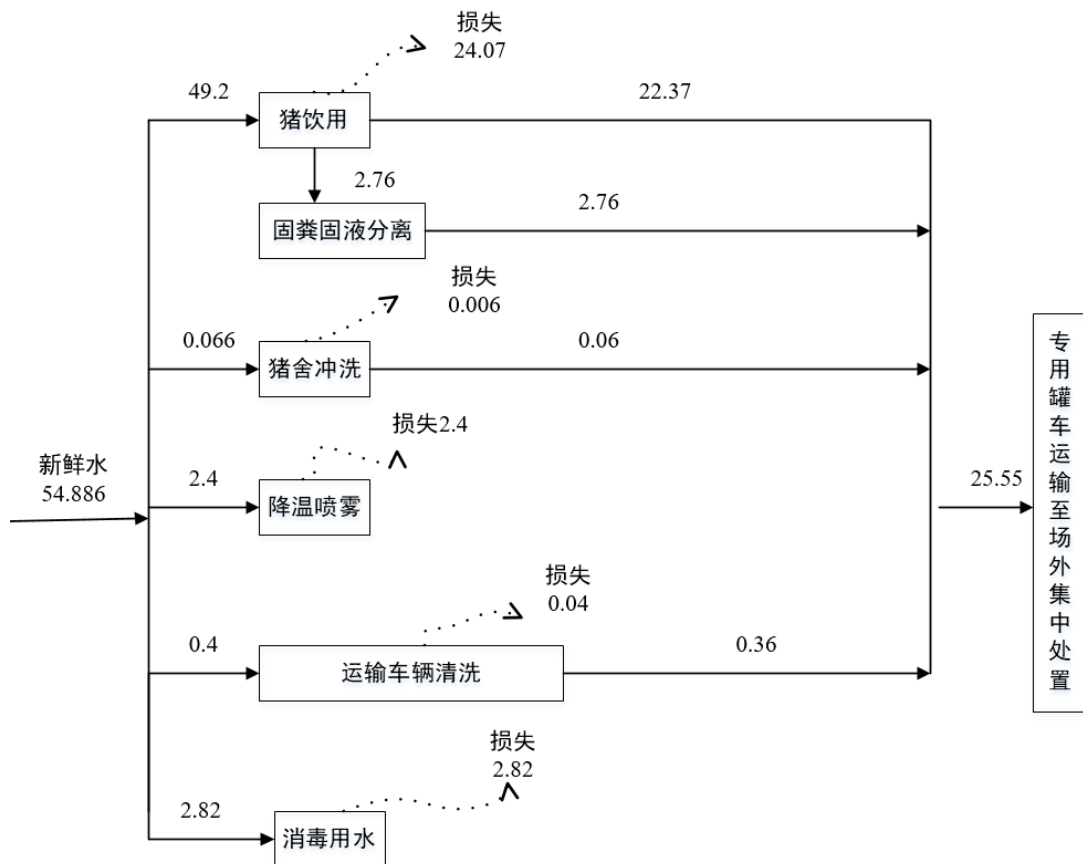 损失
24.07
49.2
猪饮用
22.37
2.76
固粪固液分离
2.76
损失
0.006
0.066
猪舍冲洗
0.06
损失2.4
新鲜水
54.886
2.4
降温喷雾
25.55
专用罐车运输至场外集中处置
损失
0.04
0.4
运输车辆清洗
0.36
损失
2.82
2.82
消毒用水